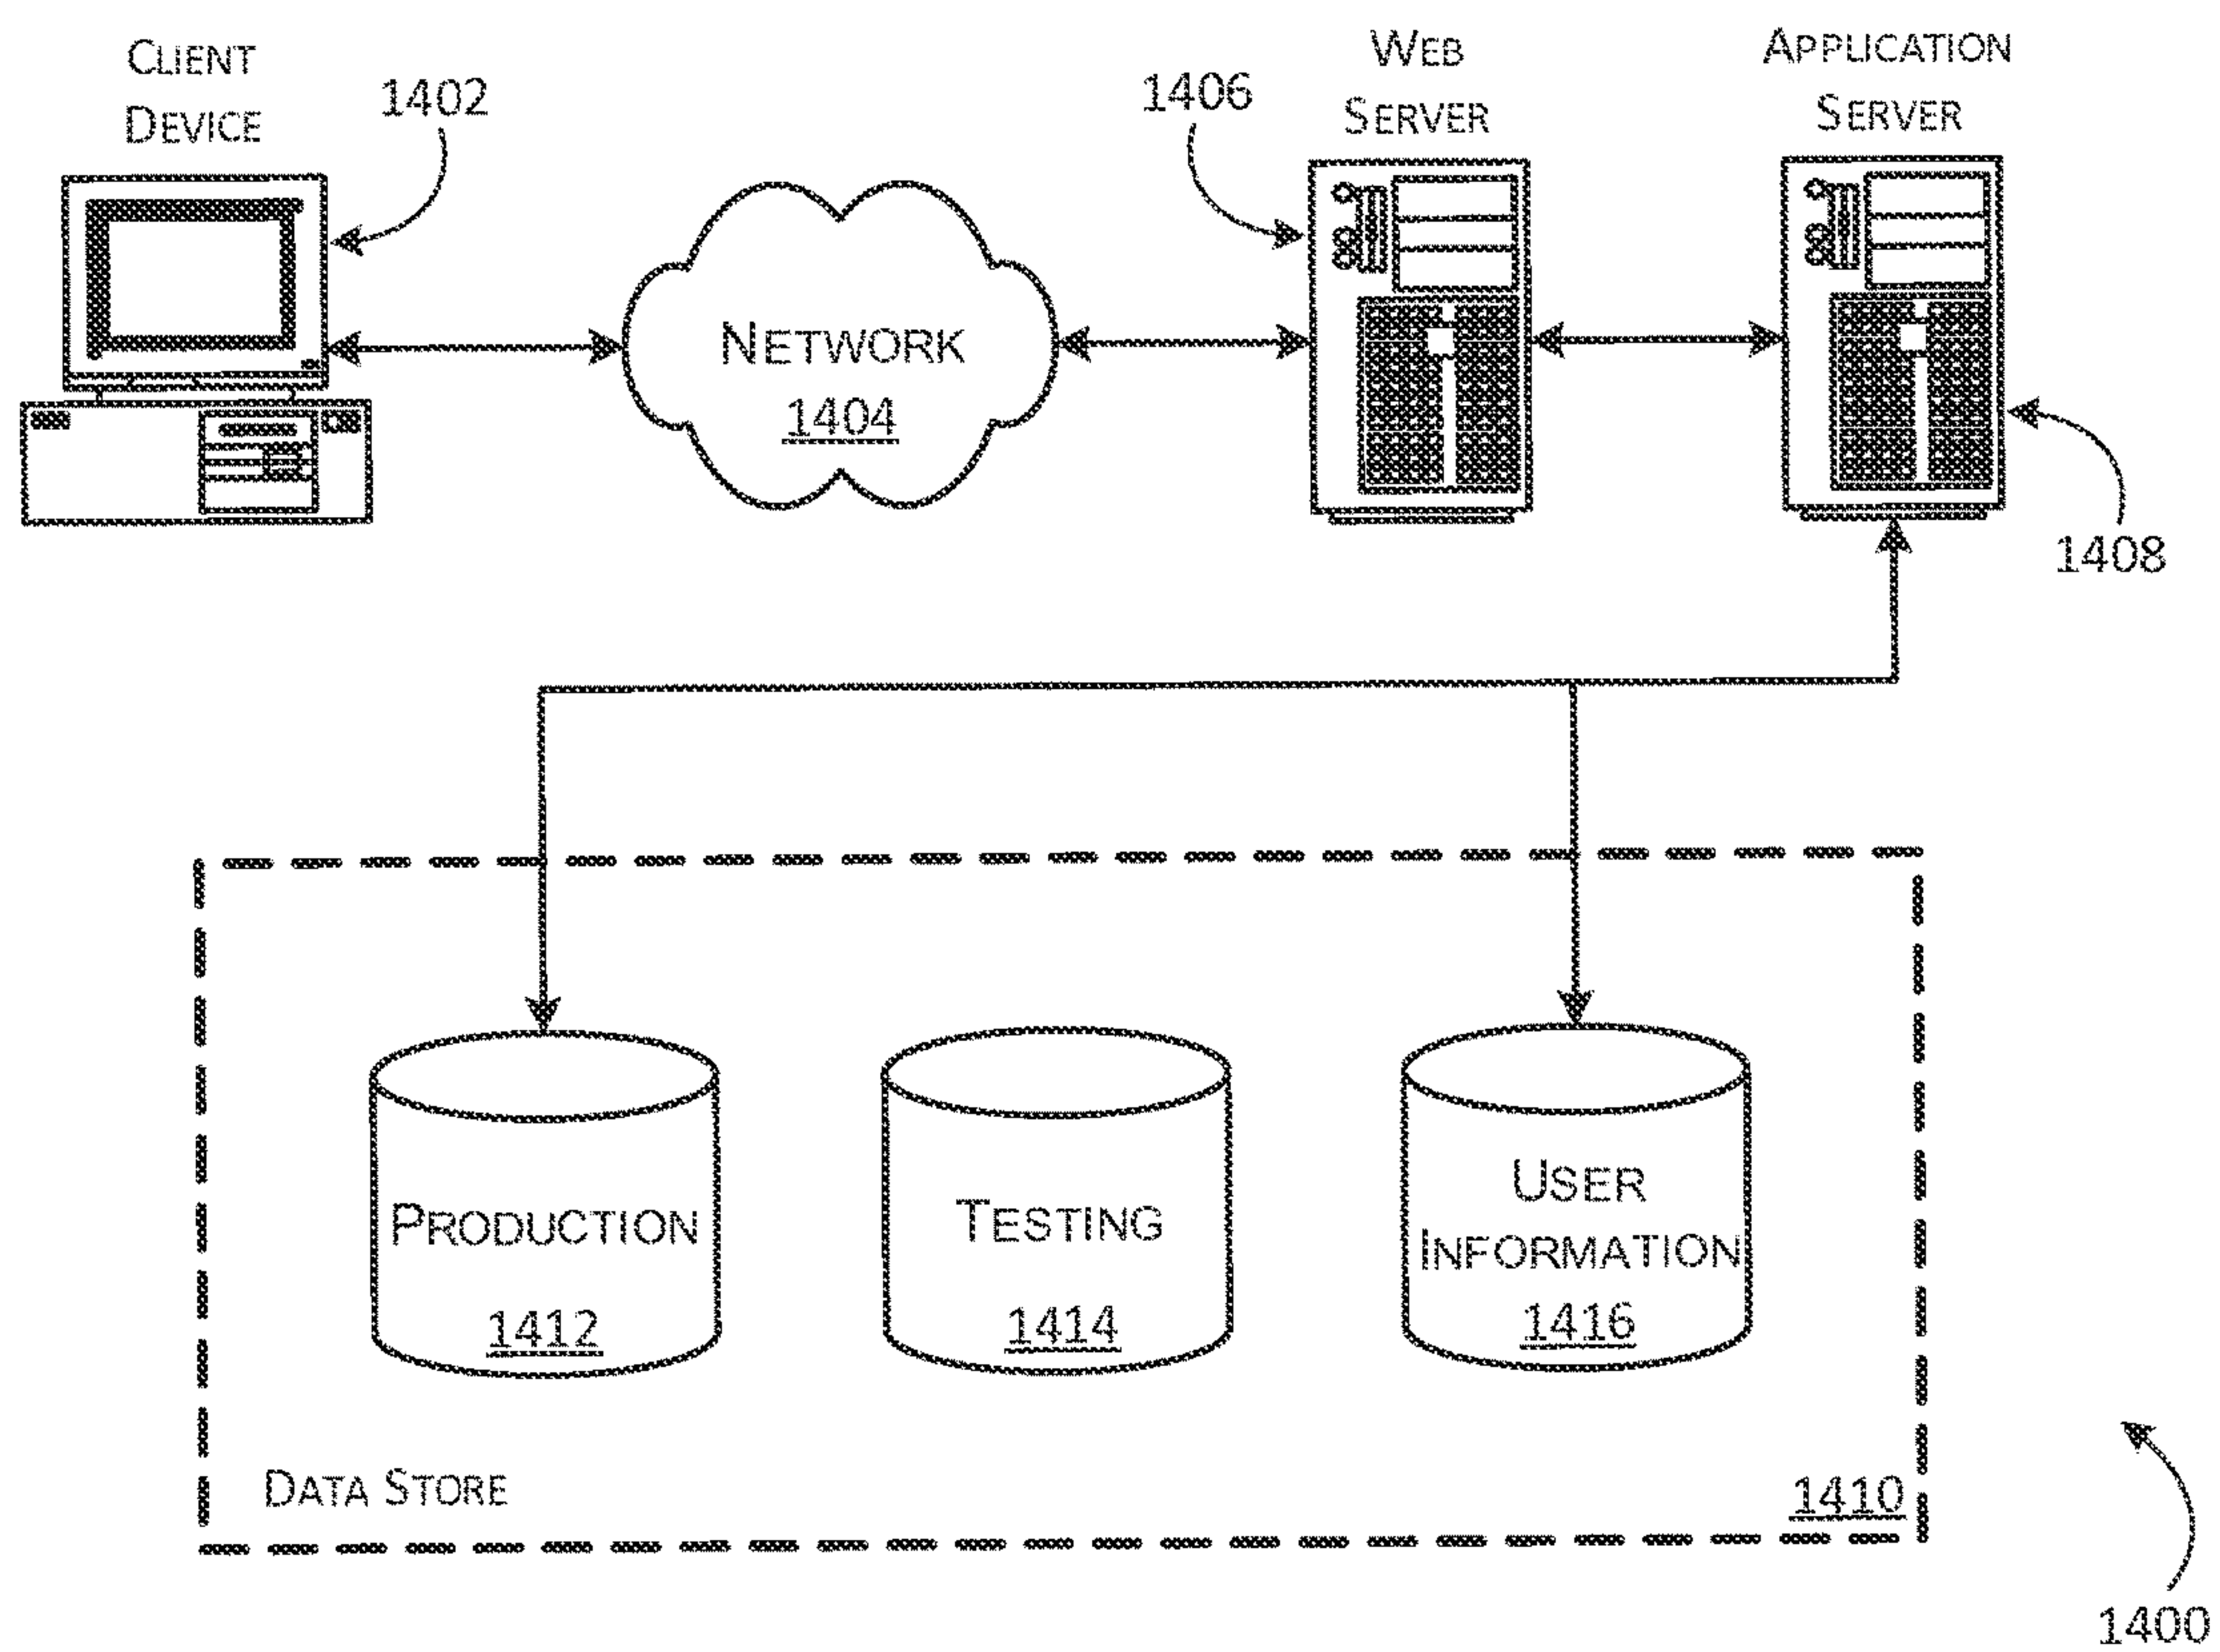 CLIENT
DEVICE
1402
1406
WEB
SERVER
APPLICATION
SERVER
NETWORK
1404
1408
PRODUCTION
1412
TESTING
1414
USER
INFORMATION
1416
DATA STORE
1410
1400